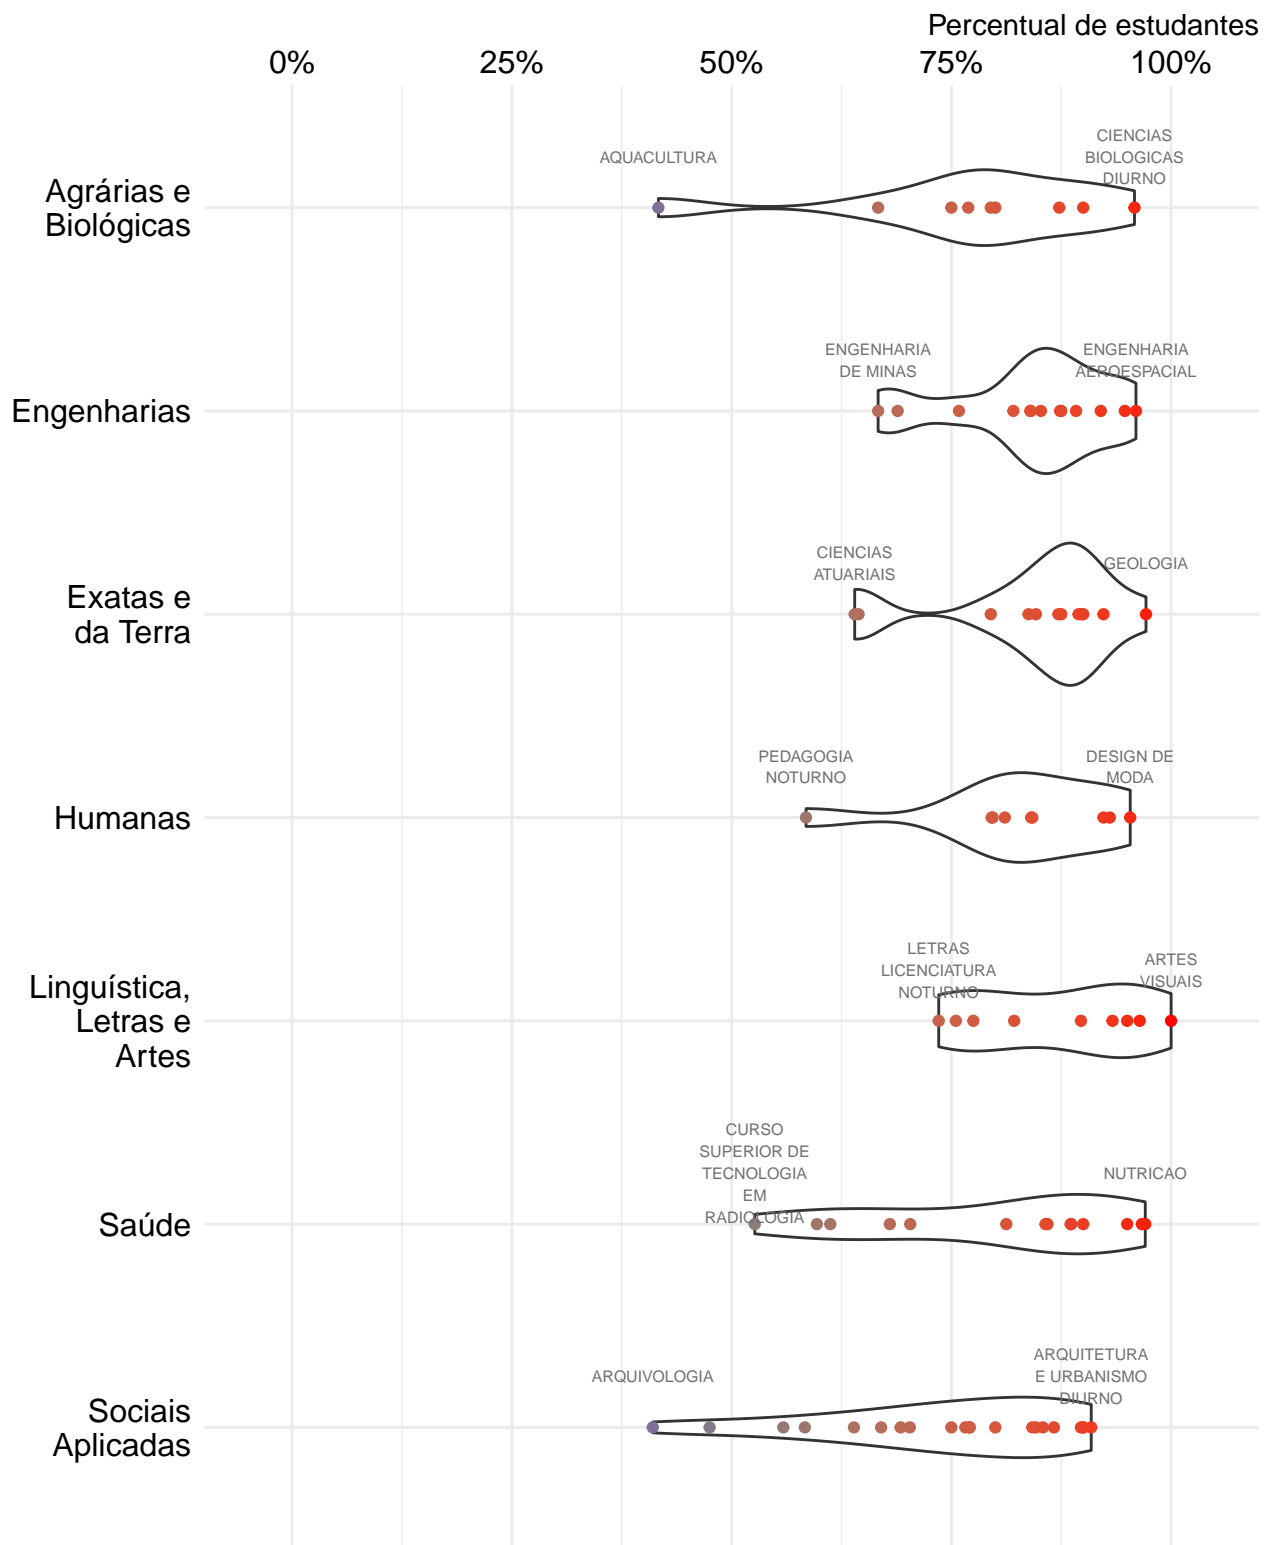 Percentual de estudantes
0%
25%
50%
75%
100%
Agrárias e
Biológicas
AQUACULTURA
CIENCIAS
BIOLOGICAS
DIURNO
Engenharias
ENGENHARIA
DE MINAS
ENGENHARIA
AEROESPACIAL
Exatas e
da Terra
CIENCIAS
ATUARIAIS
GEOLOGIA
Humanas
PEDAGOGIA
NOTURNO
DESIGN DE
MODA
Linguística,
Letras e
Artes
LETRAS
LICENCIATURA
NOTURNO
ARTES
VISUAIS
Saúde
CURSO
SUPERIOR DE
TECNOLOGIA
EM
RADIOLOGIA
NUTRICAO
Sociais
Aplicadas
ARQUIVOLOGIA
ARQUITETURA
E URBANISMO
DIURNO